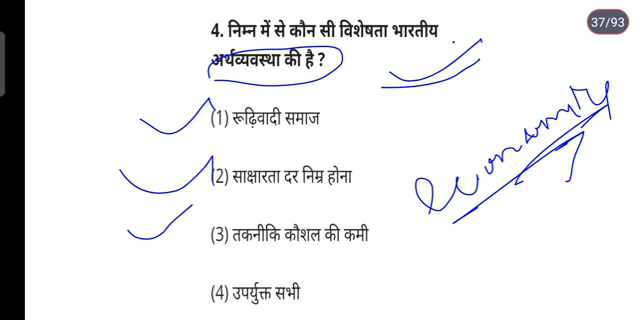 37/93
4. निम्न में से कौन सी विशेषता भारतीय
अर्थव्यवस्था की है ?
(1) रूढ़िवादी समाज
(2) साक्षारता दर निम्न होना
(3) तकनीकि कौशल की कमी
(4) उपर्युक्त सभी
economy